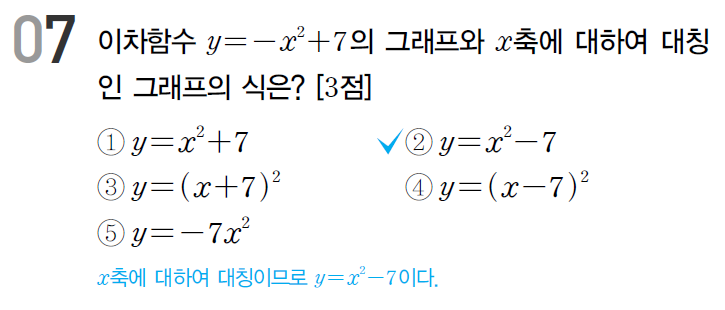 07 이차함수 y=-x²+7의 그래프와 x축에 대하여 대칭
인 그래프의 식은? [3점]
① y=x²+7 ② y=x²-7
③ y=(x+7)² ④ y=(x-7)²
⑤ y=-7x²
x축에 대하여 대칭이므로 y=x²-7이다.